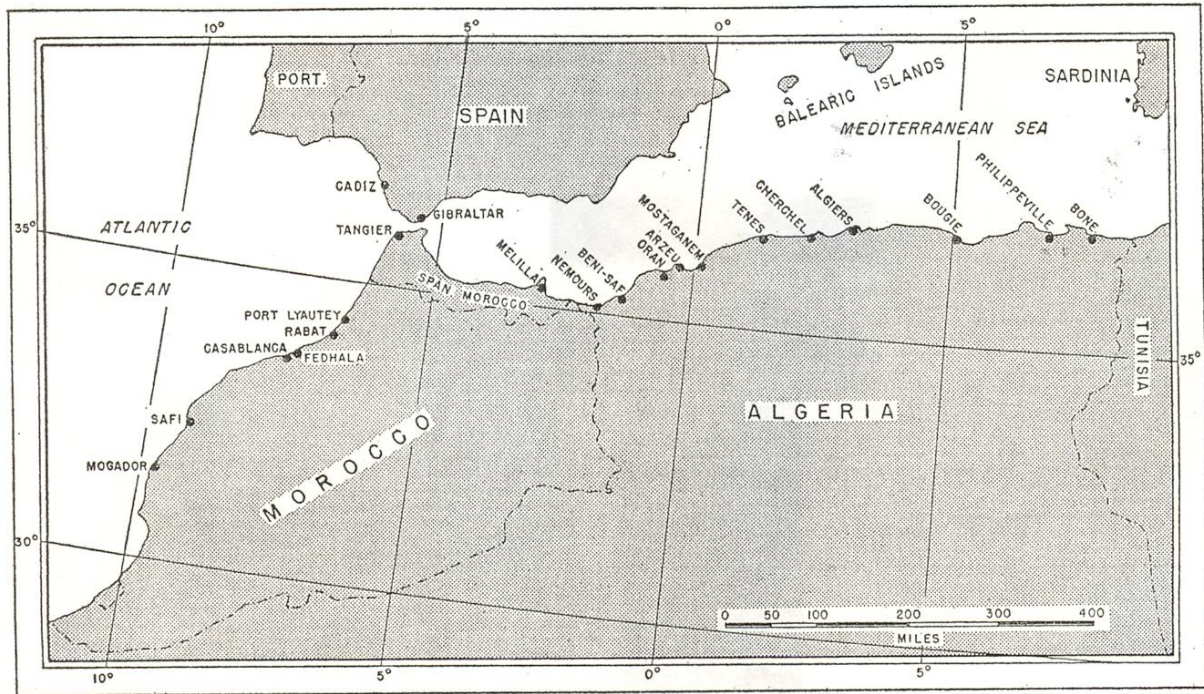 10°
5°
0°
5°
PORT.
SPAIN
BALEARIC ISLANDS
SARDINIA
MEDITERRANEAN SEA
CADIZ
GIBRALTAR
TANGIER
ATLANTIC
OCEAN
35°
MELILLA
NEMOURS
BENI-SAF
ORAN
ARZEU
MOSTAGANEM
TENES
CHERCHEL
ALGIERS
BOUGIE
PHILIPPEVILLE
BONE
SPAN. MOROCCO
PORT LYAUTEY
RABAT
CASABLANCA
FEDHALA
TUNISIA
35°
SAFI
MOGADOR
MOROCCO
ALGERIA
30°
0 50 100 200 300 400
MILES
10°
5°
0°
5°